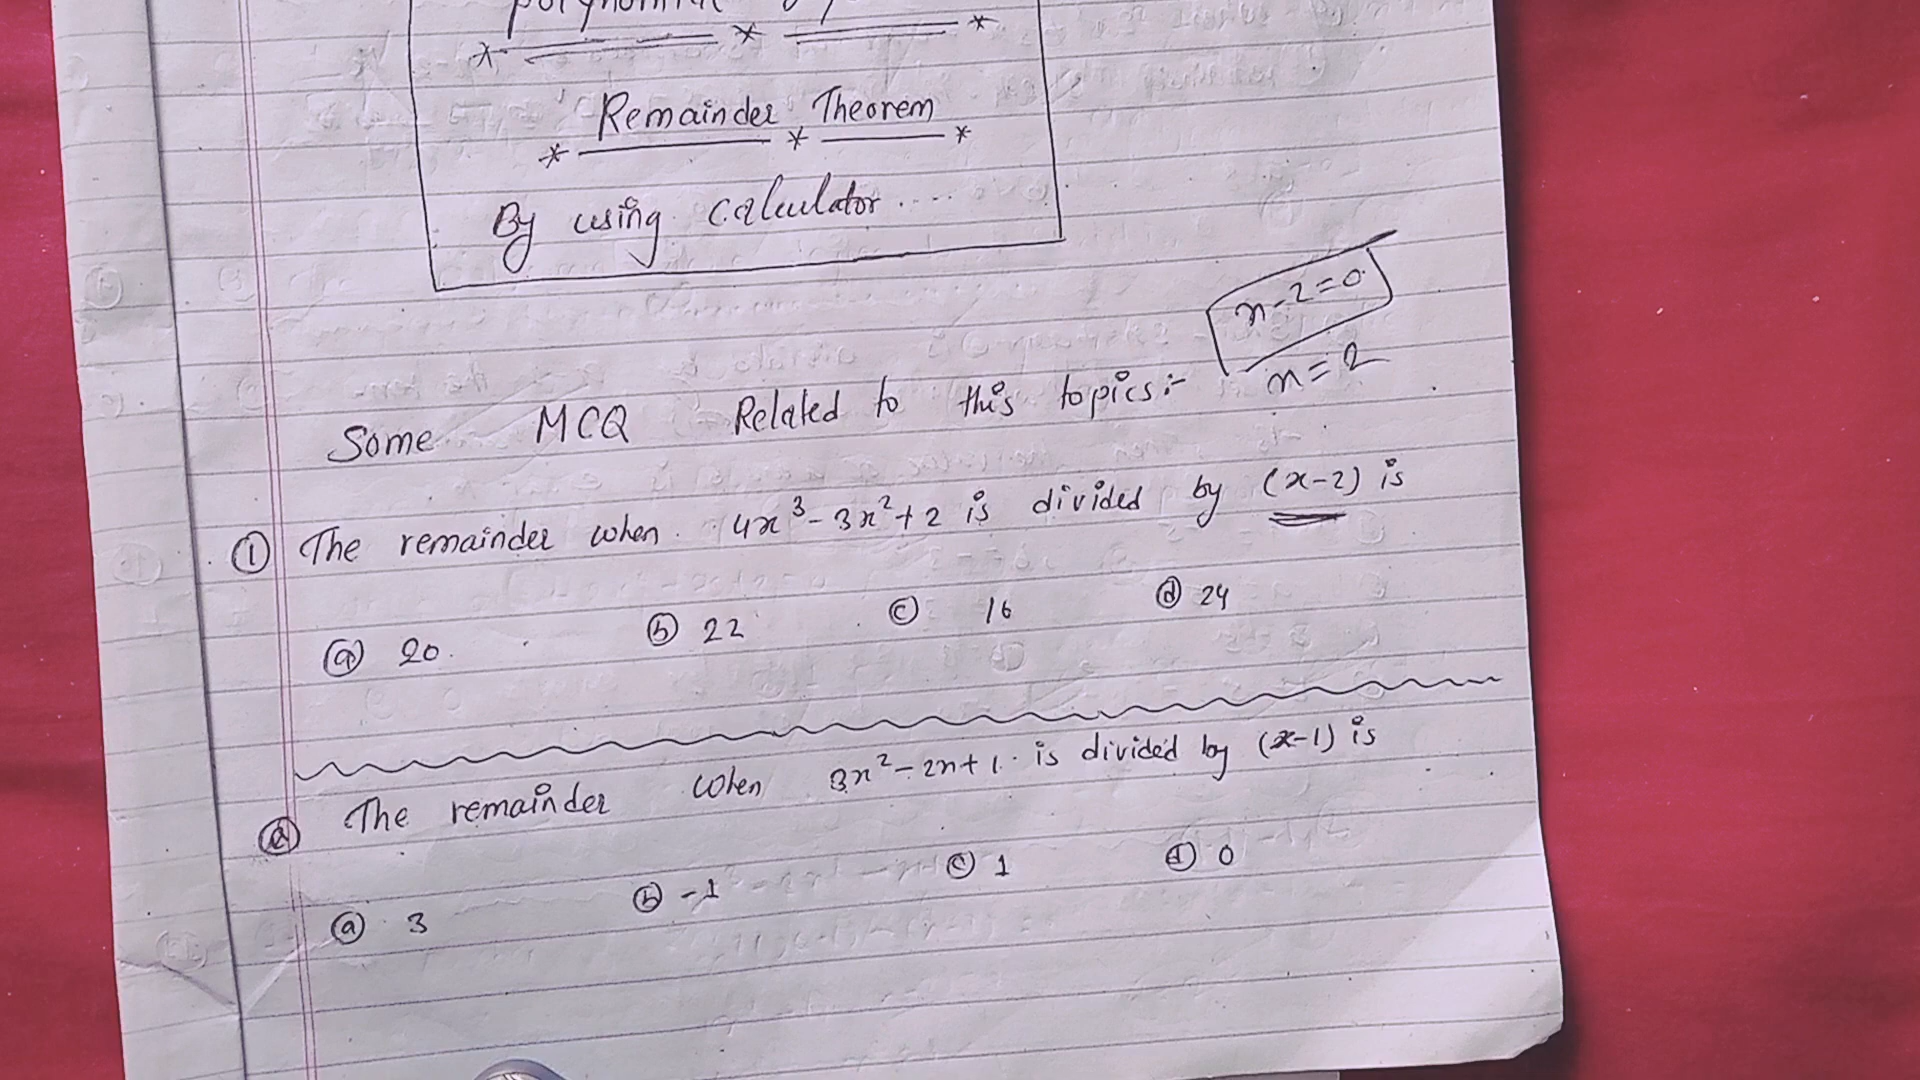 Remainder Theorem
By using calculator....
x-2=0
x=2
Some MCQ Related to this topics:-
① The remainder when 4x³-3x²+2 is divided by (x-2) is
ⓐ 20 ⓑ 22 ⓒ 16 ⓓ 24
② The remainder when 3x²-2x+1 is divided by (x-1) is
ⓐ 3 ⓑ -1 ⓒ 1 ⓓ 0